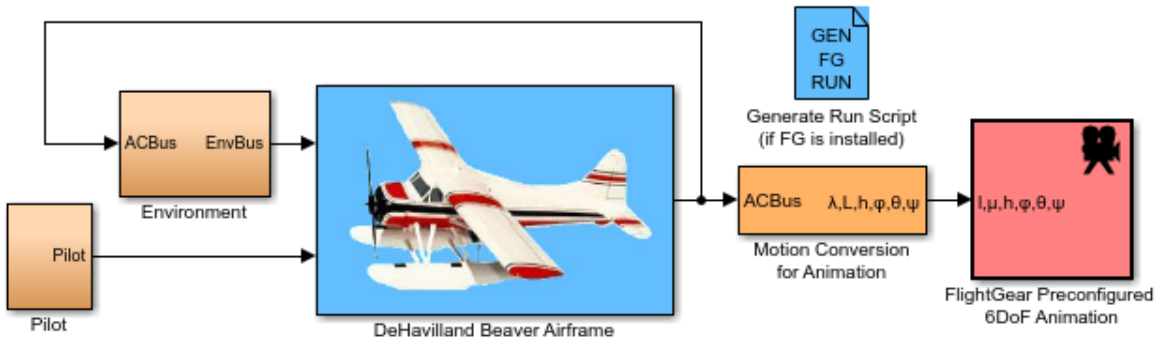 GEN
FG
RUN
Generate Run Script
(if FG is installed)
ACBus EnvBus
Environment
Pilot
Pilot
DeHavilland Beaver Airframe
ACBus λ,L,h,φ,θ,ψ
Motion Conversion
for Animation
l,μ,h,φ,θ,ψ
FlightGear Preconfigured
6DoF Animation